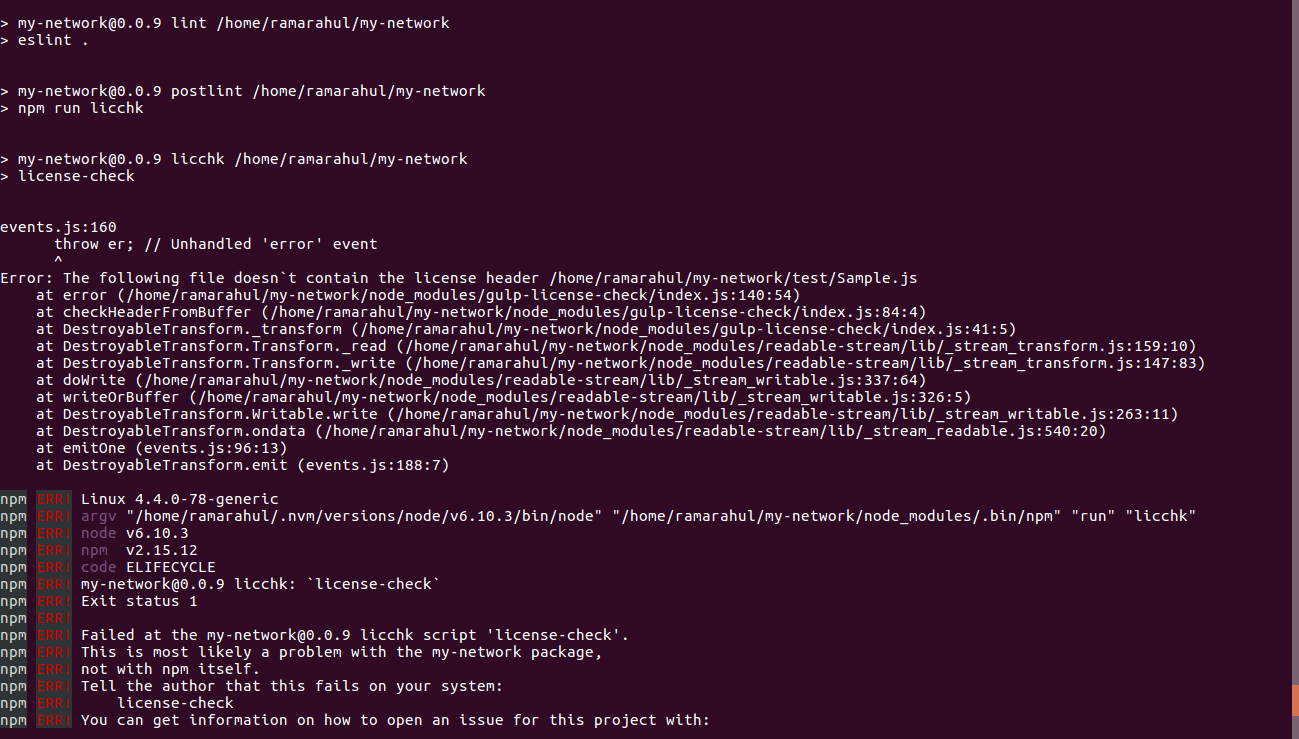 > my-network@0.0.9 lint /home/ramarahul/my-network
> eslint .
> my-network@0.0.9 postlint /home/ramarahul/my-network
> npm run licchk
> my-network@0.0.9 licchk /home/ramarahul/my-network
> license-check
events.js:160
      throw er; // Unhandled 'error' event
      ^
Error: The following file doesn`t contain the license header /home/ramarahul/my-network/test/Sample.js
    at error (/home/ramarahul/my-network/node_modules/gulp-license-check/index.js:140:54)
    at checkHeaderFromBuffer (/home/ramarahul/my-network/node_modules/gulp-license-check/index.js:84:4)
    at DestroyableTransform._transform (/home/ramarahul/my-network/node_modules/gulp-license-check/index.js:41:5)
    at DestroyableTransform.Transform._read (/home/ramarahul/my-network/node_modules/readable-stream/lib/_stream_transform.js:159:10)
    at DestroyableTransform.Transform._write (/home/ramarahul/my-network/node_modules/readable-stream/lib/_stream_transform.js:147:83)
    at doWrite (/home/ramarahul/my-network/node_modules/readable-stream/lib/_stream_writable.js:337:64)
    at writeOrBuffer (/home/ramarahul/my-network/node_modules/readable-stream/lib/_stream_writable.js:326:5)
    at DestroyableTransform.Writable.write (/home/ramarahul/my-network/node_modules/readable-stream/lib/_stream_writable.js:263:11)
    at DestroyableTransform.ondata (/home/ramarahul/my-network/node_modules/readable-stream/lib/_stream_readable.js:540:20)
    at emitOne (events.js:96:13)
    at DestroyableTransform.emit (events.js:188:7)
npm ERR! Linux 4.4.0-78-generic
npm ERR! argv "/home/ramarahul/.nvm/versions/node/v6.10.3/bin/node" "/home/ramarahul/my-network/node_modules/.bin/npm" "run" "licchk"
npm ERR! node v6.10.3
npm ERR! npm  v2.15.12
npm ERR! code ELIFECYCLE
npm ERR! my-network@0.0.9 licchk: `license-check`
npm ERR! Exit status 1
npm ERR!
npm ERR! Failed at the my-network@0.0.9 licchk script 'license-check'.
npm ERR! This is most likely a problem with the my-network package,
npm ERR! not with npm itself.
npm ERR! Tell the author that this fails on your system:
npm ERR!     license-check
npm ERR! You can get information on how to open an issue for this project with: